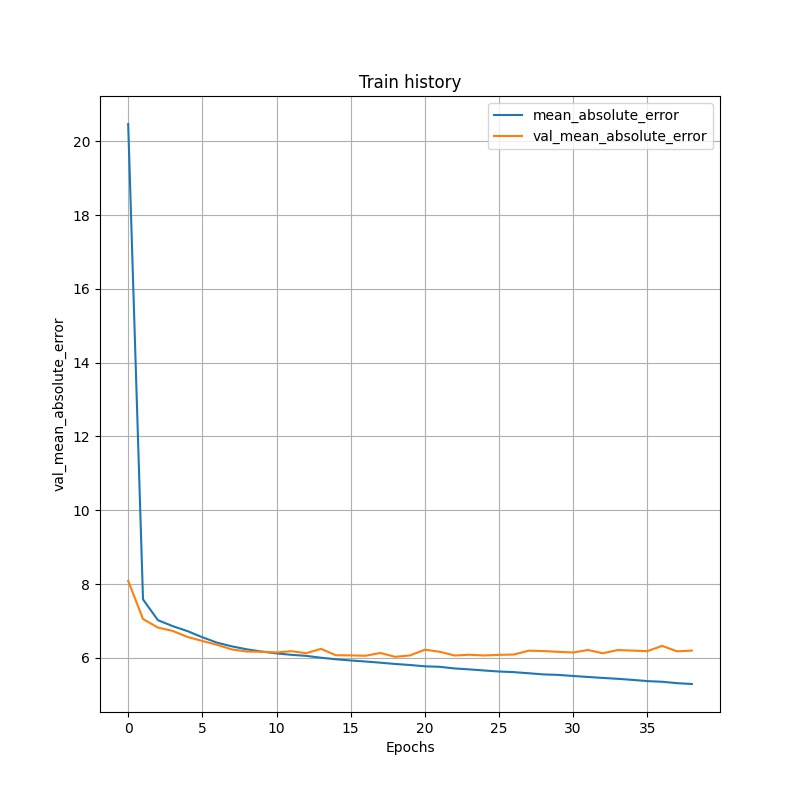 Train history
mean_absolute_error
val_mean_absolute_error
val_mean_absolute_error
20
18
16
14
12
10
8
6
0 5 10 15 20 25 30 35
Epochs